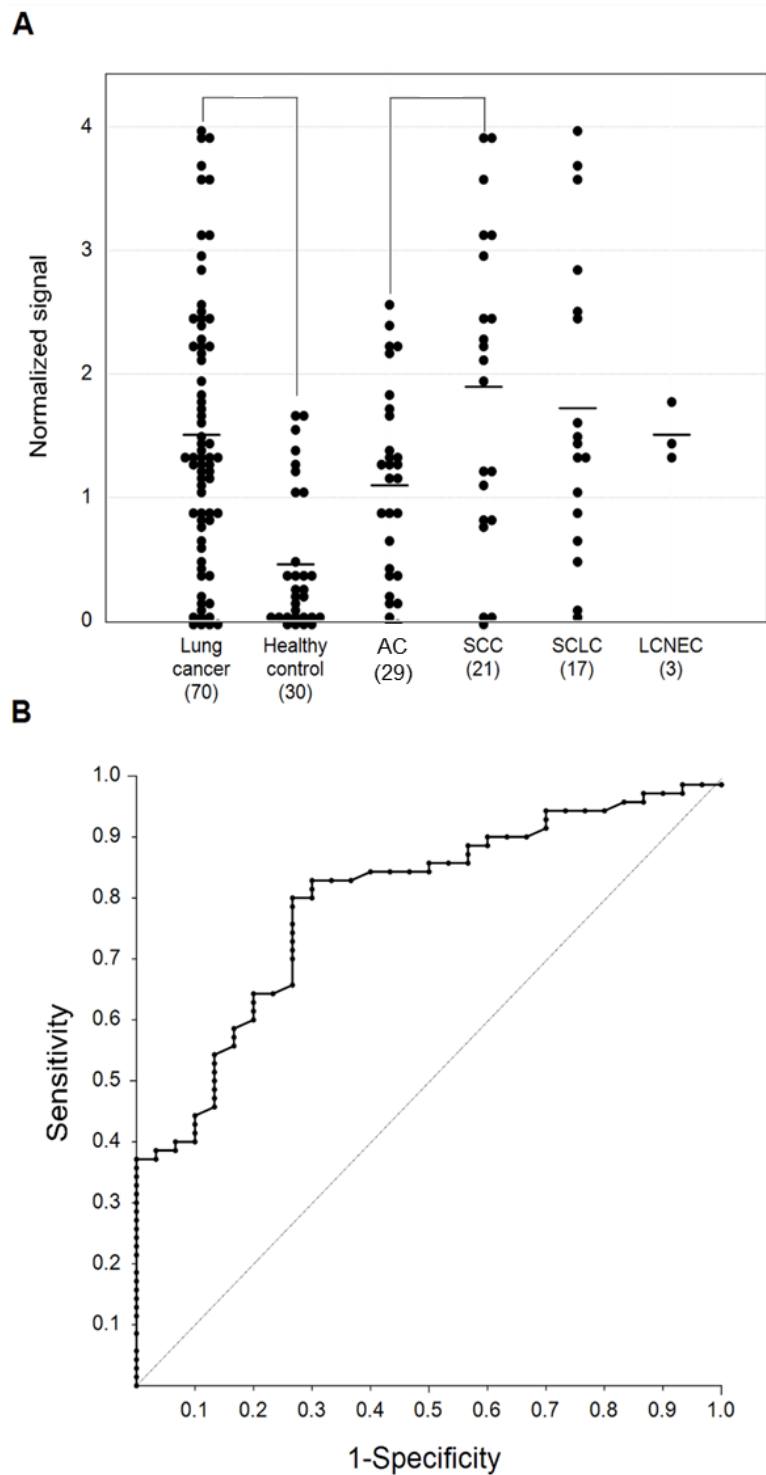 A
Normalized signal
4
3
2
1
0
Lung cancer (70)
Healthy control (30)
AC (29)
SCC (21)
SCLC (17)
LCNEC (3)
B
Sensitivity
1.0
0.9
0.8
0.7
0.6
0.5
0.4
0.3
0.2
0.1
0.1 0.2 0.3 0.4 0.5 0.6 0.7 0.8 0.9 1.0
1-Specificity